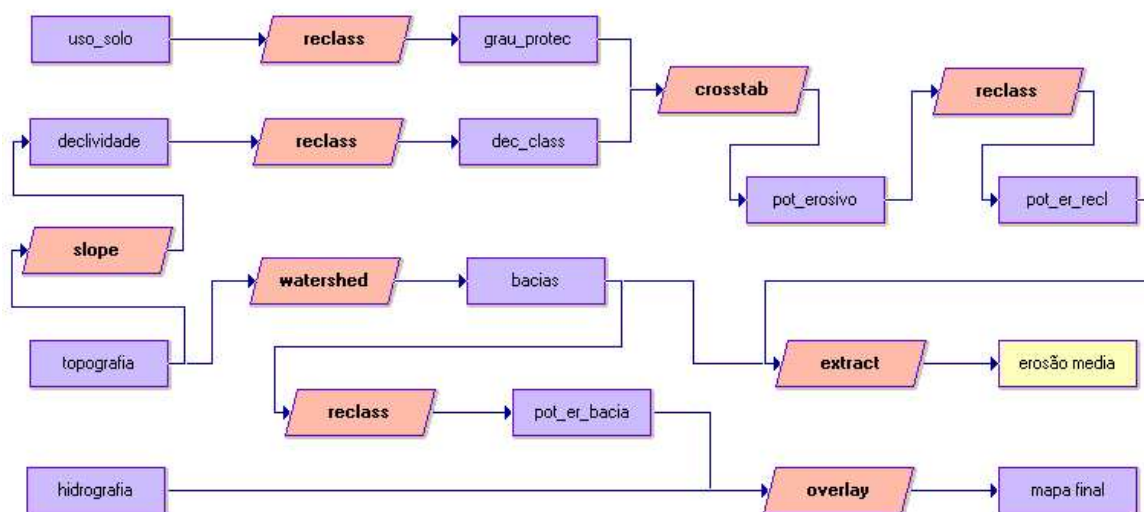 uso_solo
reclass
grau_protec
crosstab
reclass
declividade
reclass
dec_class
pot_erosivo
pot_er_recl
slope
watershed
bacias
topografia
extract
erosão media
reclass
pot_er_bacia
hidrografia
overlay
mapa final